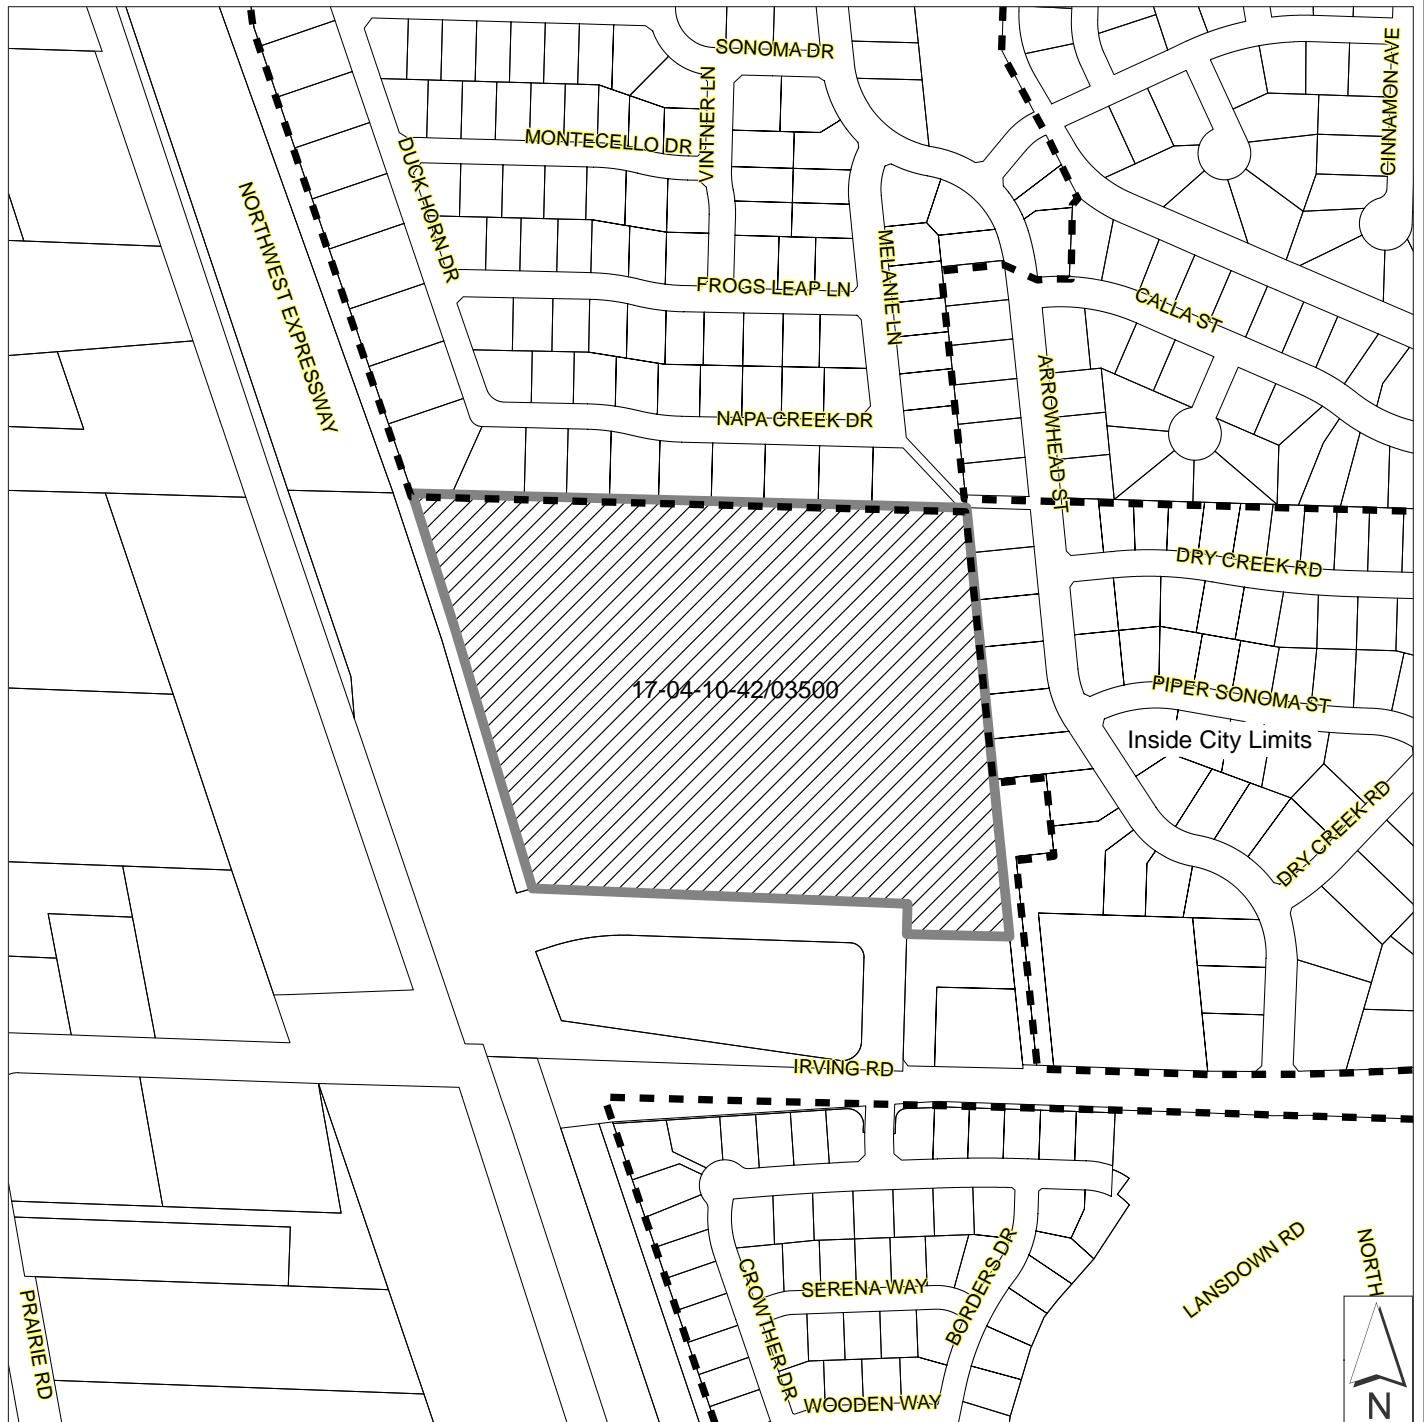 SONOMA DR
CINNAMON AVE
VINTNER LN
MONTECELLO DR
DUCK HORN DR
NORTHWEST EXPRESSWAY
MELANIE LN
FROGS LEAP LN
CALLA ST
ARROWHEAD ST
NAPA CREEK DR
DRY CREEK RD
17-04-10-42/03500
PIPER SONOMA ST
Inside City Limits
DRY CREEK RD
IRVING RD
LANSDOWN RD
NORTH
CROWTHER DR
SERENA WAY
BORDERS DR
PRAIRIE RD
WOODEN WAY
N